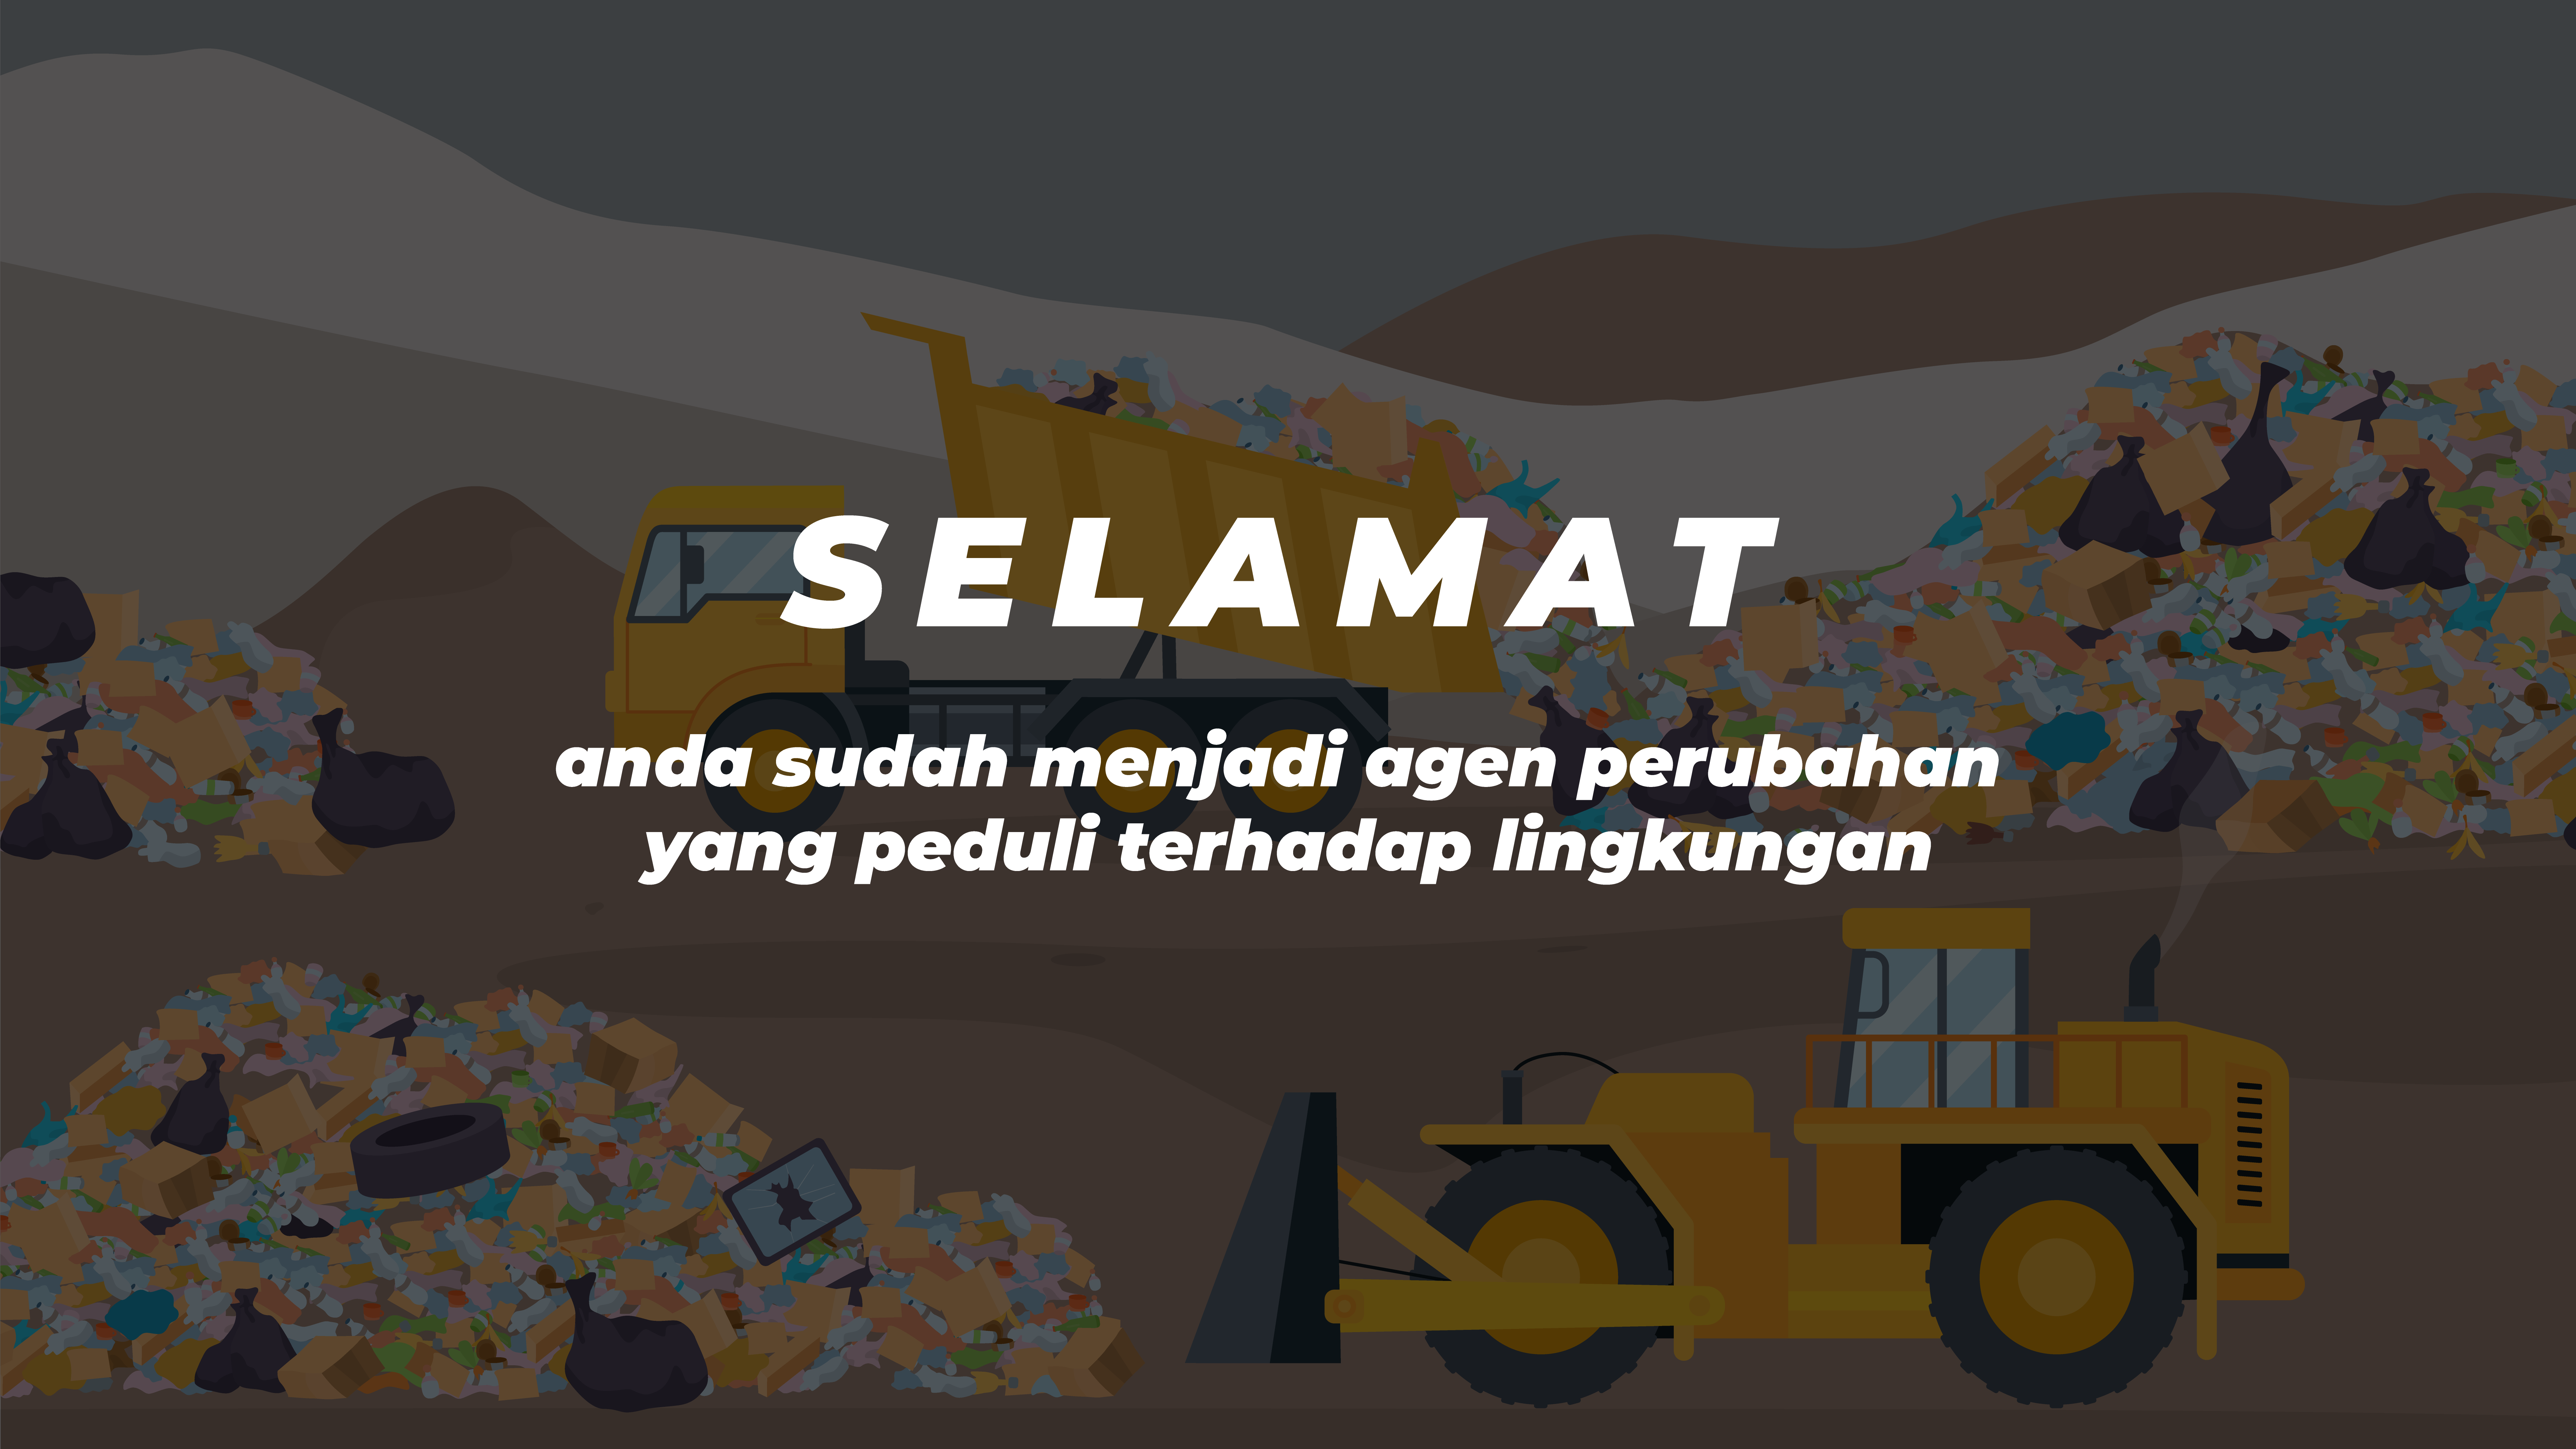 SELAMAT
anda sudah menjadi agen perubahan
yang peduli terhadap lingkungan